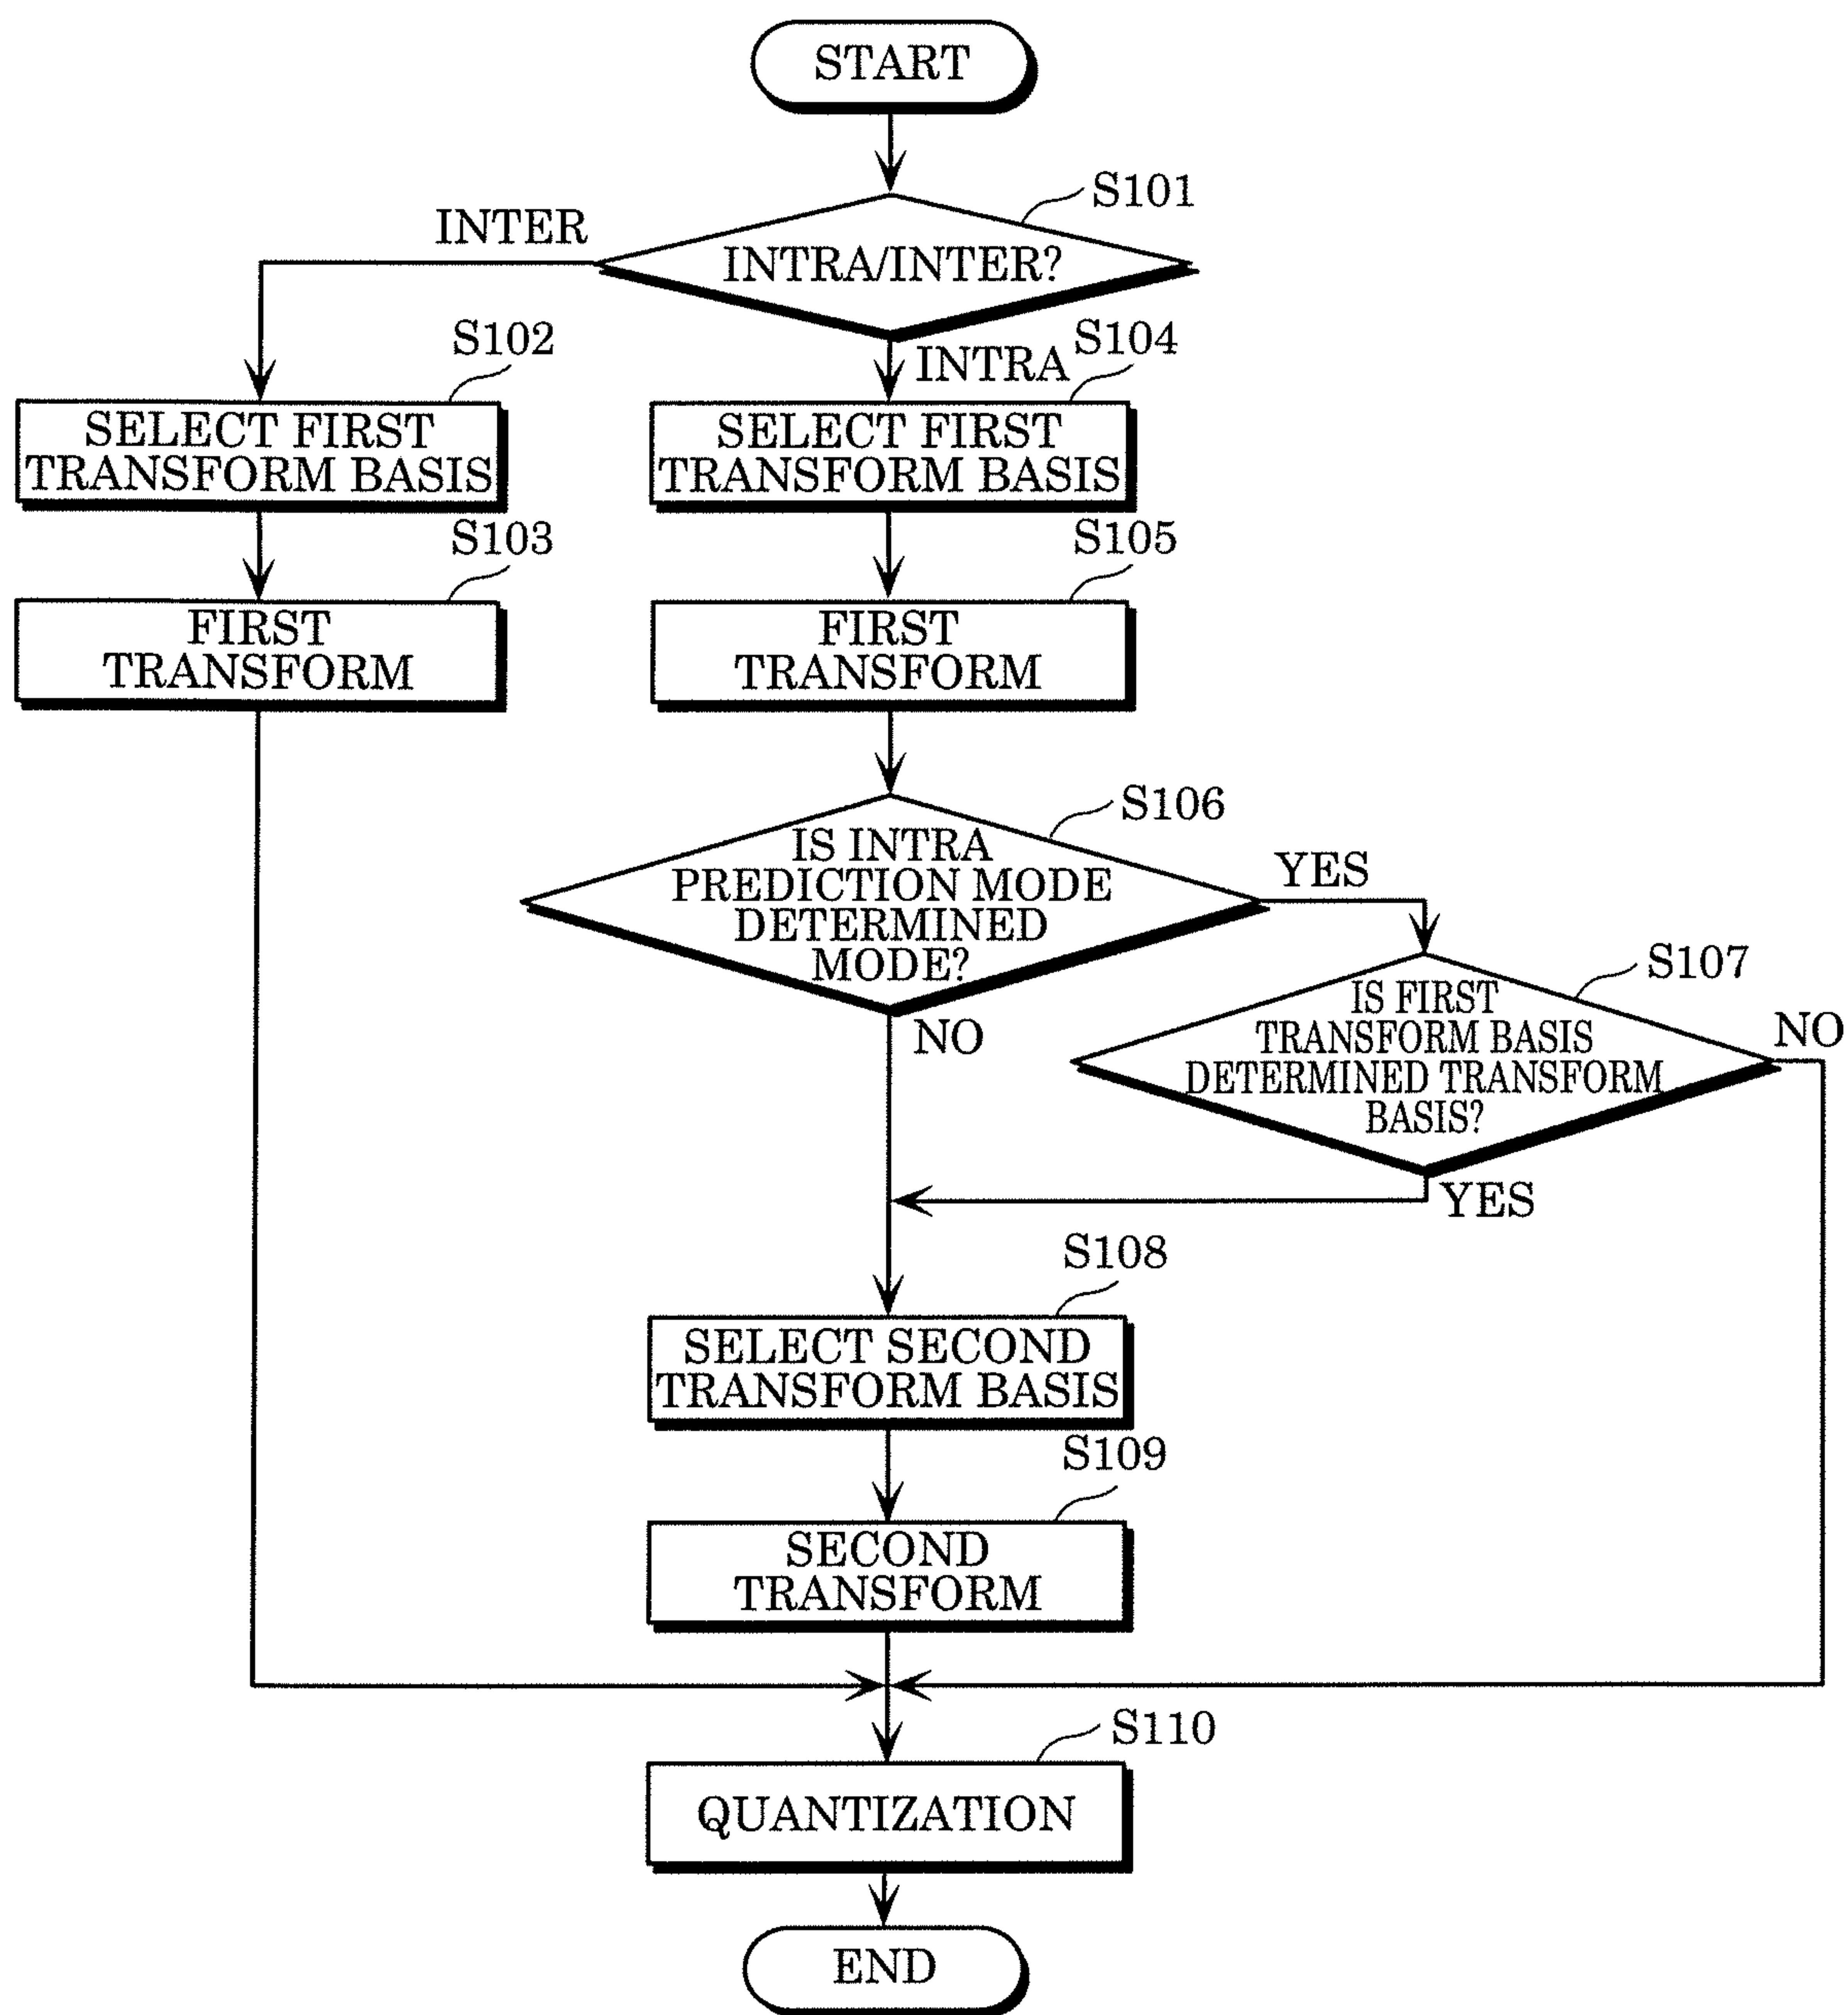 START
S101
INTER
INTRA/INTER?
S102
S104
INTRA
SELECT FIRST
TRANSFORM BASIS
SELECT FIRST
TRANSFORM BASIS
S103
S105
FIRST
TRANSFORM
FIRST
TRANSFORM
S106
IS INTRA
PREDICTION MODE
DETERMINED
MODE?
YES
NO
S107
IS FIRST
TRANSFORM BASIS
DETERMINED TRANSFORM
BASIS?
NO
YES
S108
SELECT SECOND
TRANSFORM BASIS
S109
SECOND
TRANSFORM
S110
QUANTIZATION
END